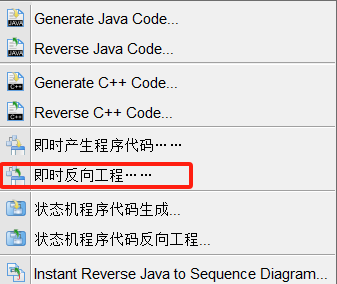 Generate Java Code...
Reverse Java Code...
Generate C++ Code...
Reverse C++ Code...
即时产生程序代码……
即时反向工程……
状态机程序代码生成...
状态机程序代码反向工程...
Instant Reverse Java to Sequence Diagram...